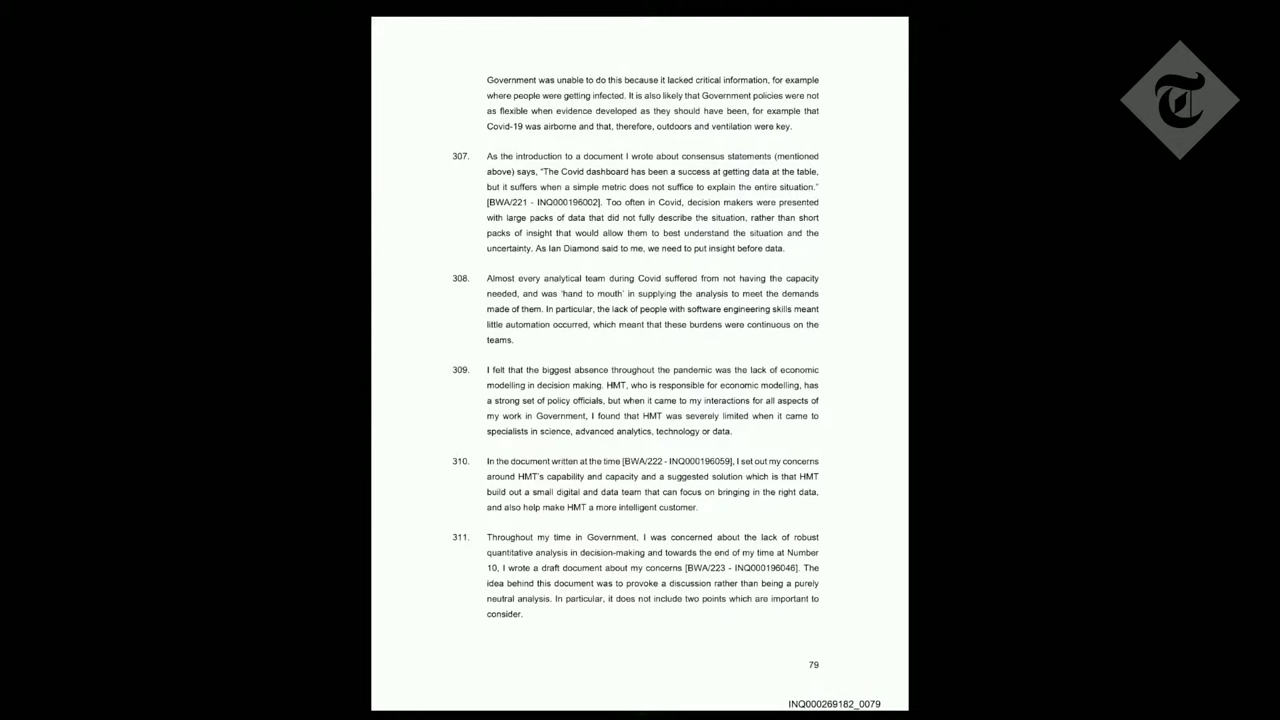 Government was unable to do this because it lacked critical information, for example
where people were getting infected. It is also likely that Government policies were not
as flexible when evidence developed as they should have been, for example that
Covid-19 was airborne and that, therefore, outdoors and ventilation were key.
307. As the introduction to a document I wrote about consensus statements (mentioned
above) says, “The Covid dashboard has been a success at getting data at the table,
but it suffers when a simple metric does not suffice to explain the entire situation.”
[BWA/221 - INQ000196002]. Too often in Covid, decision makers were presented
with large packs of data that did not fully describe the situation, rather than short
packs of insight that would allow them to best understand the situation and the
uncertainty. As Ian Diamond said to me, we need to put insight before data.
308. Almost every analytical team during Covid suffered from not having the capacity
needed, and was ‘hand to mouth’ in supplying the analysis to meet the demands
made of them. In particular, the lack of people with software engineering skills meant
little automation occurred, which meant that these burdens were continuous on the
teams.
309. I felt that the biggest absence throughout the pandemic was the lack of economic
modelling in decision making. HMT, who is responsible for economic modelling, has
a strong set of policy officials, but when it came to my interactions for all aspects of
my work in Government, I found that HMT was severely limited when it came to
specialists in science, advanced analytics, technology or data.
310. In the document written at the time [BWA/222 - INQ000196059], I set out my concerns
around HMT's capability and capacity and a suggested solution which is that HMT
build out a small digital and data team that can focus on bringing in the right data,
and also help make HMT a more intelligent customer.
311. Throughout my time in Government, I was concerned about the lack of robust
quantitative analysis in decision-making and towards the end of my time at Number
10, I wrote a draft document about my concerns [BWA/223 - INQ000196046]. The
idea behind this document was to provoke a discussion rather than being a purely
neutral analysis. In particular, it does not include two points which are important to
consider.
79
INQ000269182_0079
T